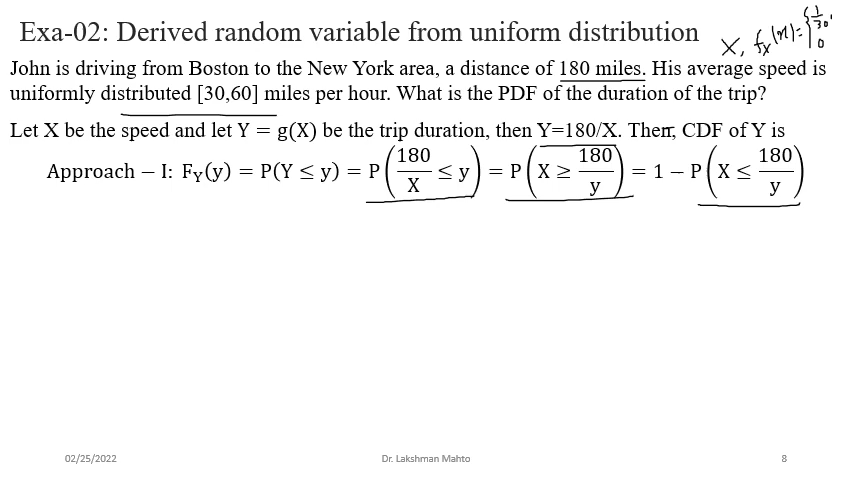 Exa-02: Derived random variable from uniform distribution
X, fₓ(x)= { 1/30, 0
John is driving from Boston to the New York area, a distance of 180 miles. His average speed is
uniformly distributed [30,60] miles per hour. What is the PDF of the duration of the trip?
Let X be the speed and let Y = g(X) be the trip duration, then Y=180/X. Then, CDF of Y is
Approach − I: F_Y(y) = P(Y ≤ y) = P(180/X ≤ y) = P(X ≥ 180/y) = 1 − P(X ≤ 180/y)
02/25/2022 Dr. Lakshman Mahto 8